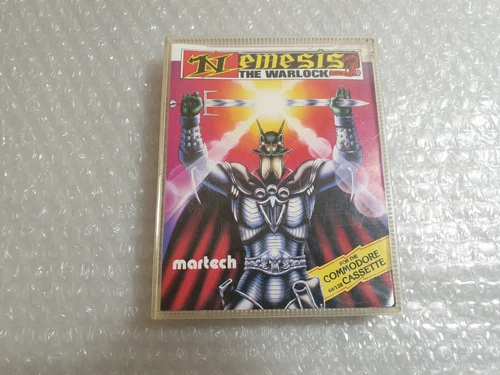 Nemesis
THE WARLOCK
martech
FOR THE
COMMODORE
64/128 CASSETTE